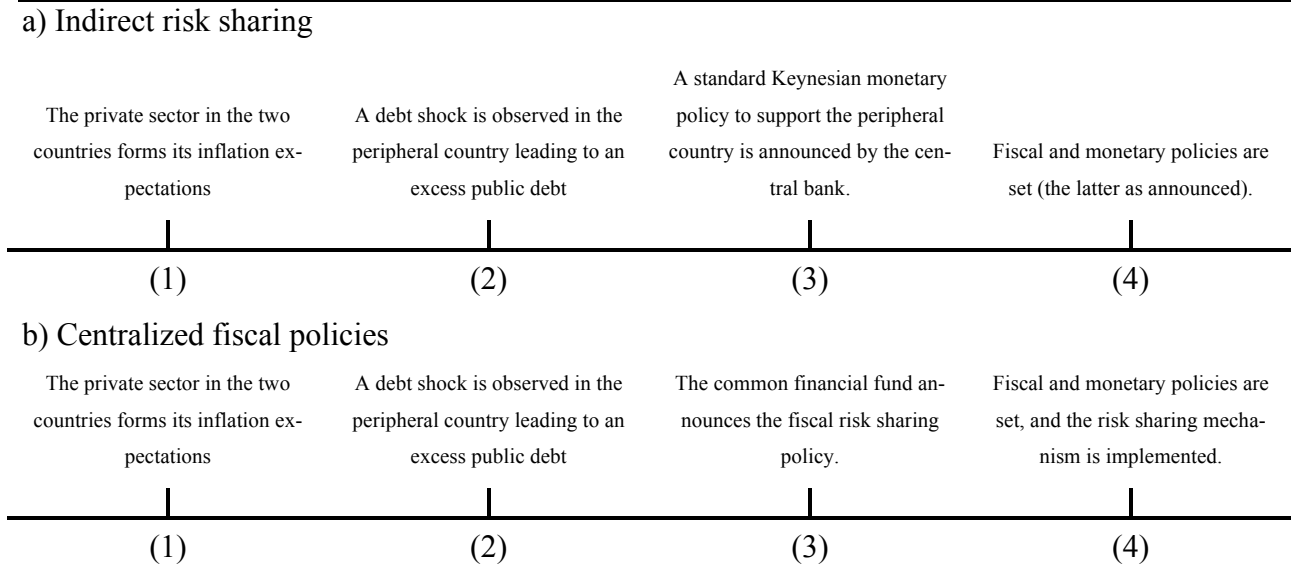 a) Indirect risk sharing
The private sector in the two
countries forms its inflation ex-
pectations
A debt shock is observed in the
peripheral country leading to an
excess public debt
A standard Keynesian monetary
policy to support the peripheral
country is announced by the cen-
tral bank.
Fiscal and monetary policies are
set (the latter as announced).
(1)
(2)
(3)
(4)
b) Centralized fiscal policies
The private sector in the two
countries forms its inflation ex-
pectations
A debt shock is observed in the
peripheral country leading to an
excess public debt
The common financial fund an-
nounces the fiscal risk sharing
policy.
Fiscal and monetary policies are
set, and the risk sharing mecha-
nism is implemented.
(1)
(2)
(3)
(4)